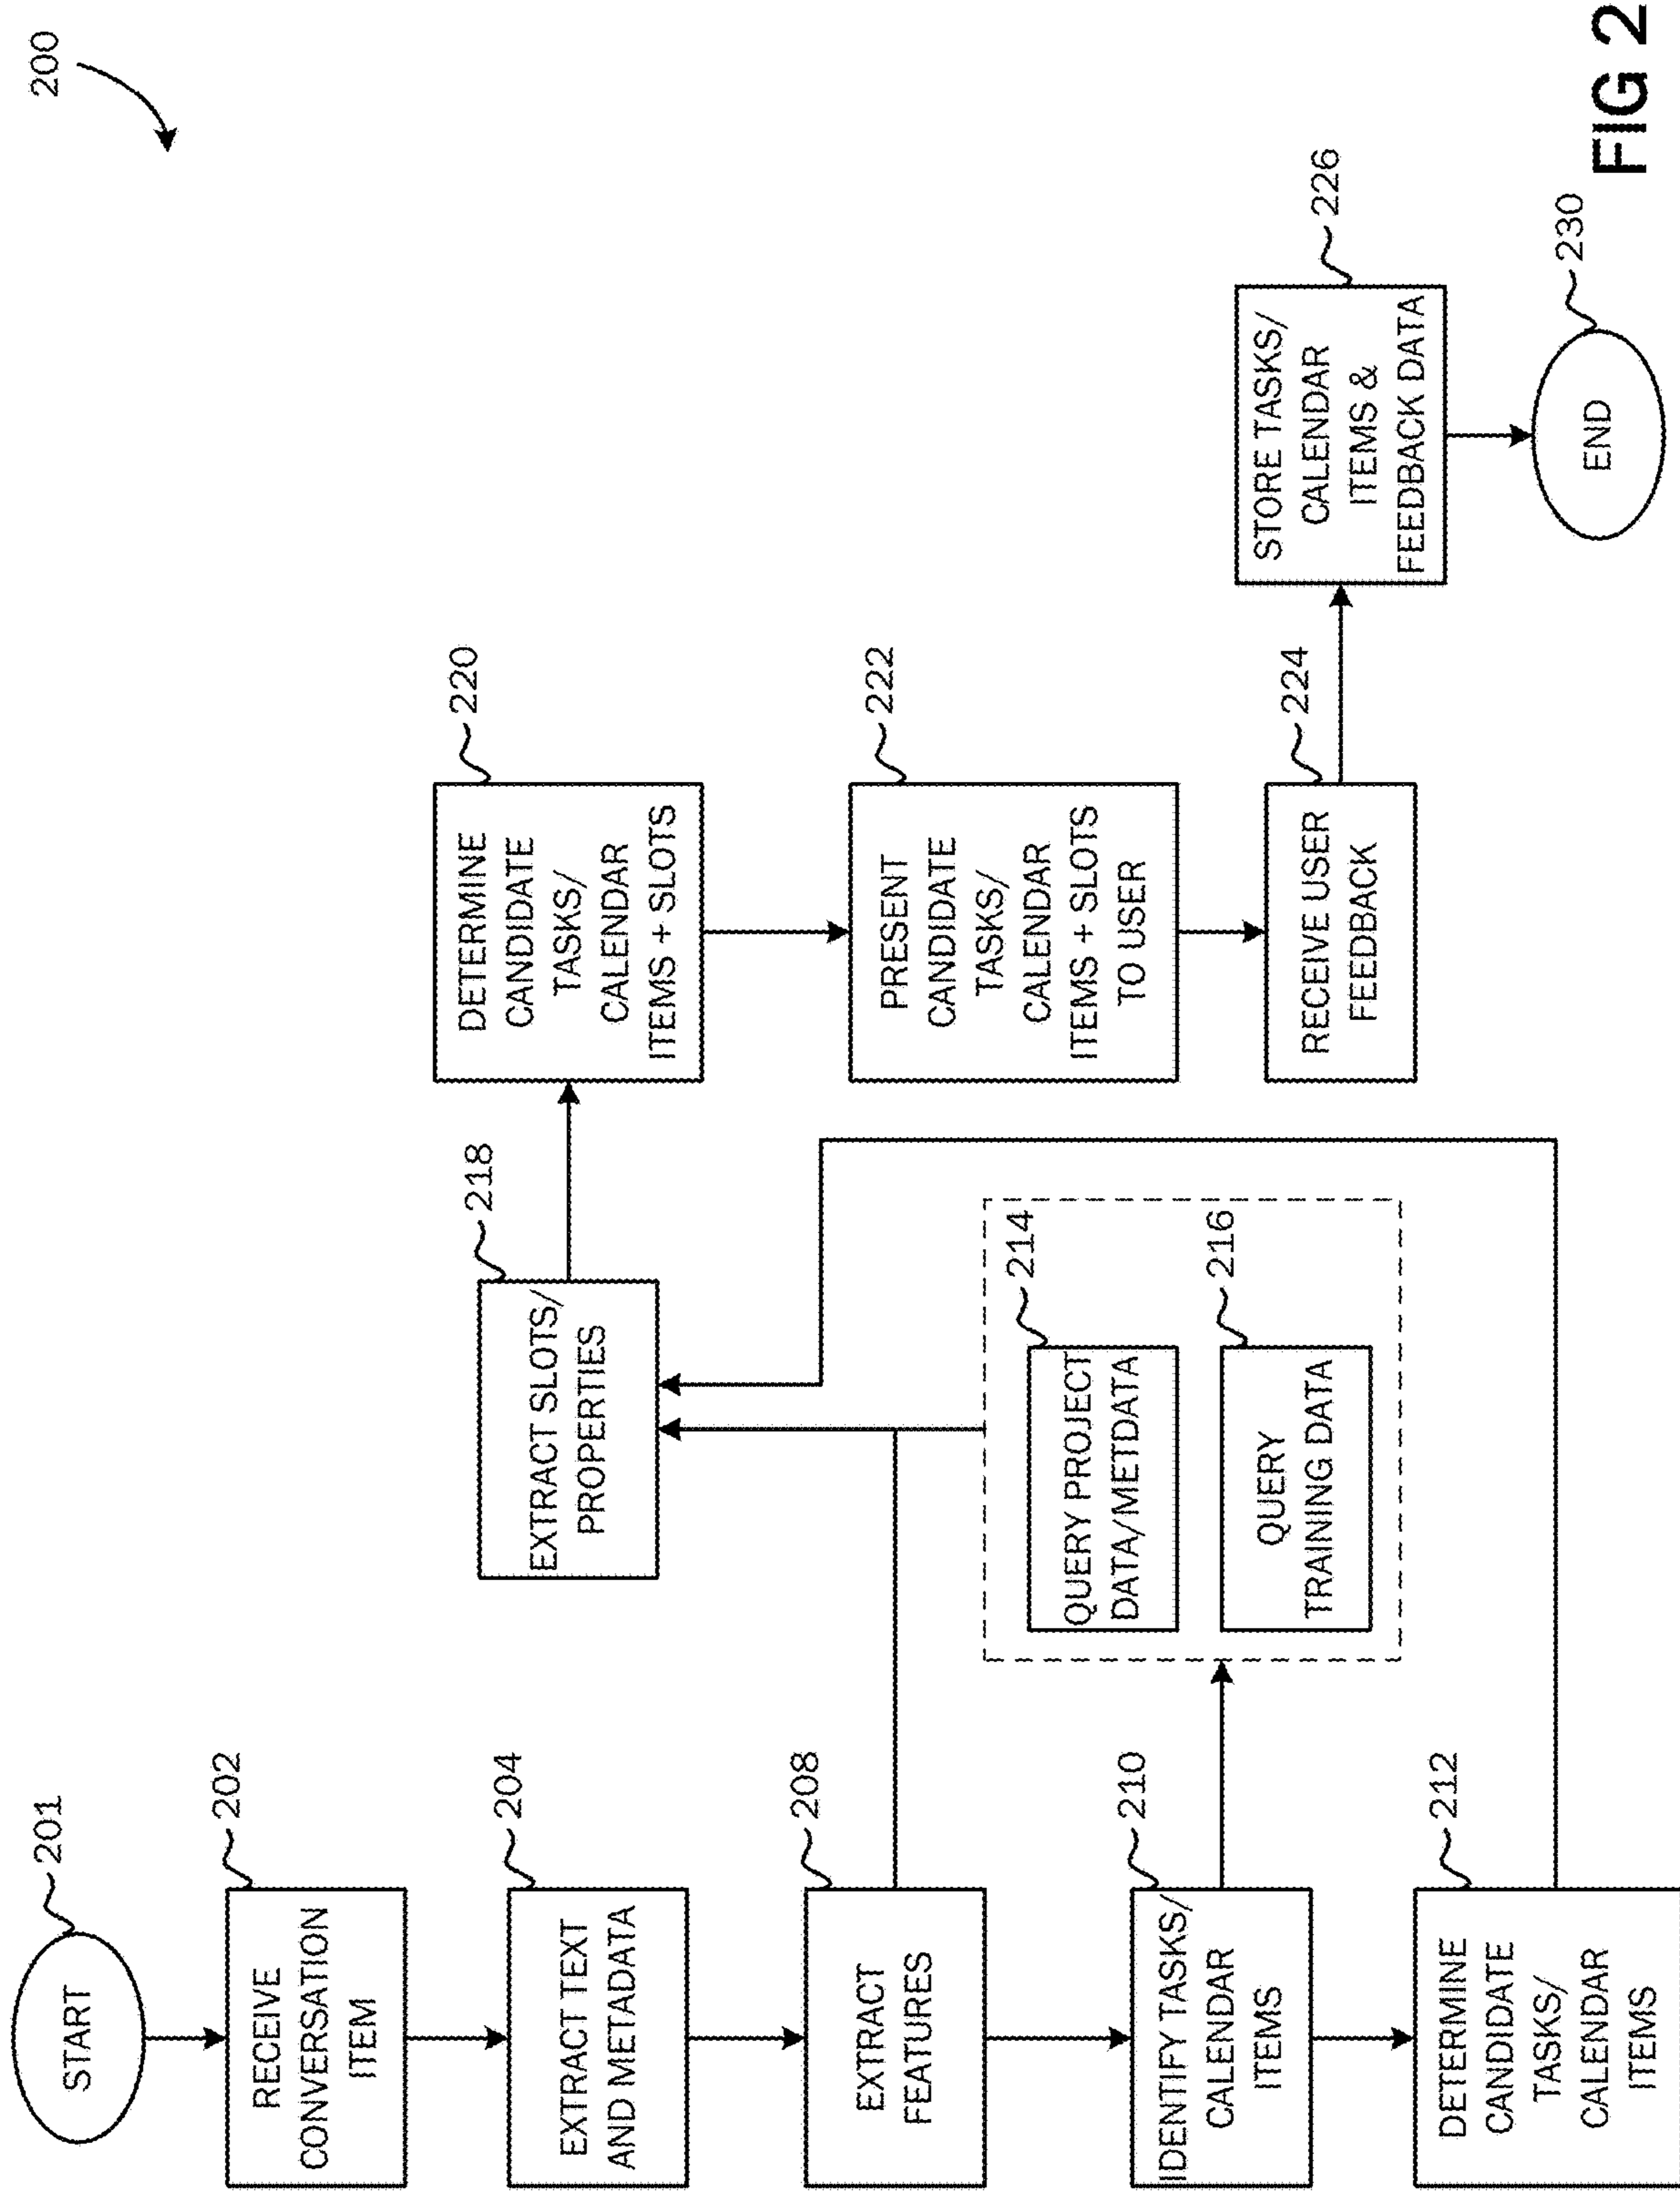 200
START
201
RECEIVE
CONVERSATION
ITEM
202
EXTRACT TEXT
AND METADATA
204
EXTRACT
FEATURES
208
IDENTIFY TASKS/
CALENDAR
ITEMS
210
DETERMINE
CANDIDATE
TASKS/
CALENDAR
ITEMS
212
QUERY PROJECT
DATA/METDATA
214
QUERY
TRAINING DATA
216
EXTRACT SLOTS/
PROPERTIES
218
DETERMINE
CANDIDATE
TASKS/
CALENDAR
ITEMS + SLOTS
220
PRESENT
CANDIDATE
TASKS/
CALENDAR
ITEMS + SLOTS
TO USER
222
RECEIVE USER
FEEDBACK
224
STORE TASKS/
CALENDAR
ITEMS &
FEEDBACK DATA
226
END
230
FIG 2